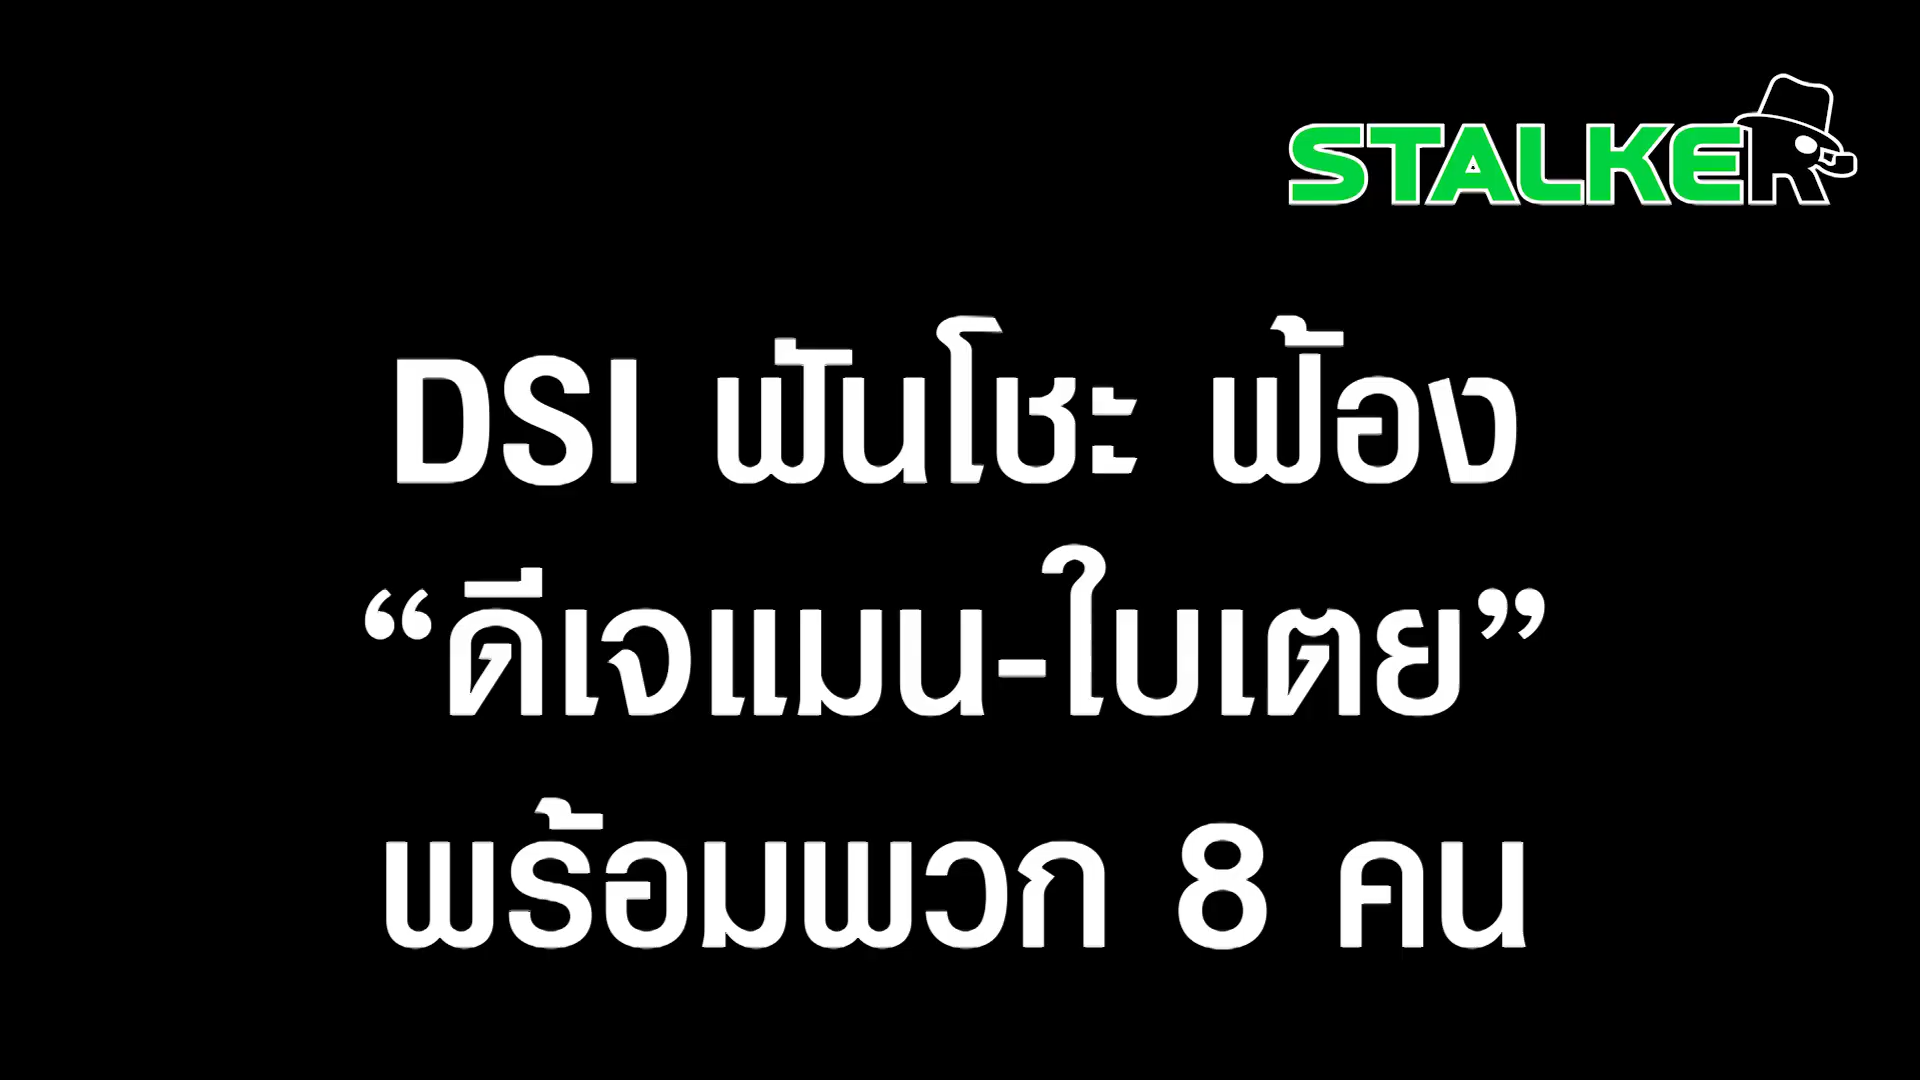 STALKER
DSI ฟันโชะ ฟ้อง
“ดีเจแมน-ใบเตย”
พร้อมพวก 8 คน